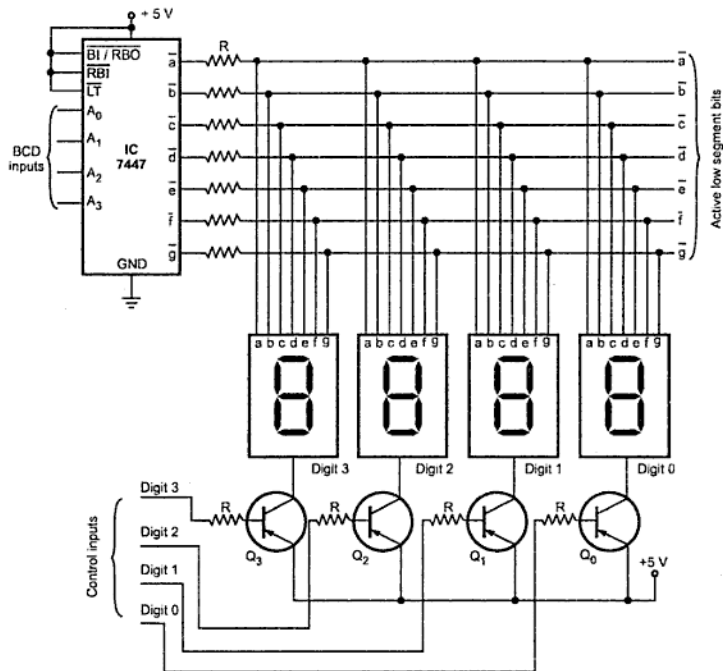 + 5 V
BI / RBO
RBI
LT
A0
A1
A2
A3
BCD
inputs
IC
7447
GND
a
b
c
d
e
f
g
R
a
b
c
d
e
f
g
Active low segment bits
a b c d e f g
a b c d e f g
a b c d e f g
a b c d e f g
Digit 3
Digit 2
Digit 1
Digit 0
Control inputs
Digit 3
Digit 2
Digit 1
Digit 0
R
R
R
R
Q3
Q2
Q1
Q0
+5 V